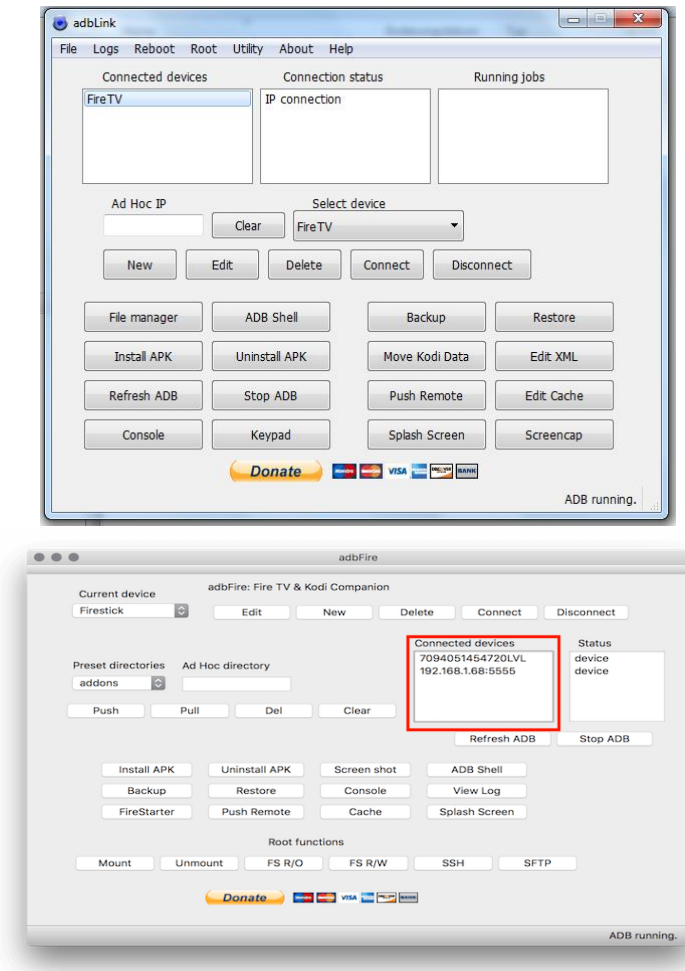 adbLink
File Logs Reboot Root Utility About Help
Connected devices Connection status Running jobs
FireTV IP connection
Ad Hoc IP Select device
Clear FireTV
New Edit Delete Connect Disconnect
File manager ADB Shell Backup Restore
Install APK Uninstall APK Move Kodi Data Edit XML
Refresh ADB Stop ADB Push Remote Edit Cache
Console Keypad Splash Screen Screencap
Donate VISA BANK
ADB running.
adbFire
Current device adbFire: Fire TV & Kodi Companion
Firestick Edit New Delete Connect Disconnect
Connected devices Status
7094051454720LVL device
192.168.1.68:5555 device
Preset directories Ad Hoc directory
addons
Push Pull Del Clear
Refresh ADB Stop ADB
Install APK Uninstall APK Screen shot ADB Shell
Backup Restore Console View Log
FireStarter Push Remote Cache Splash Screen
Root functions
Mount Unmount FS R/O FS R/W SSH SFTP
Donate VISA
ADB running.